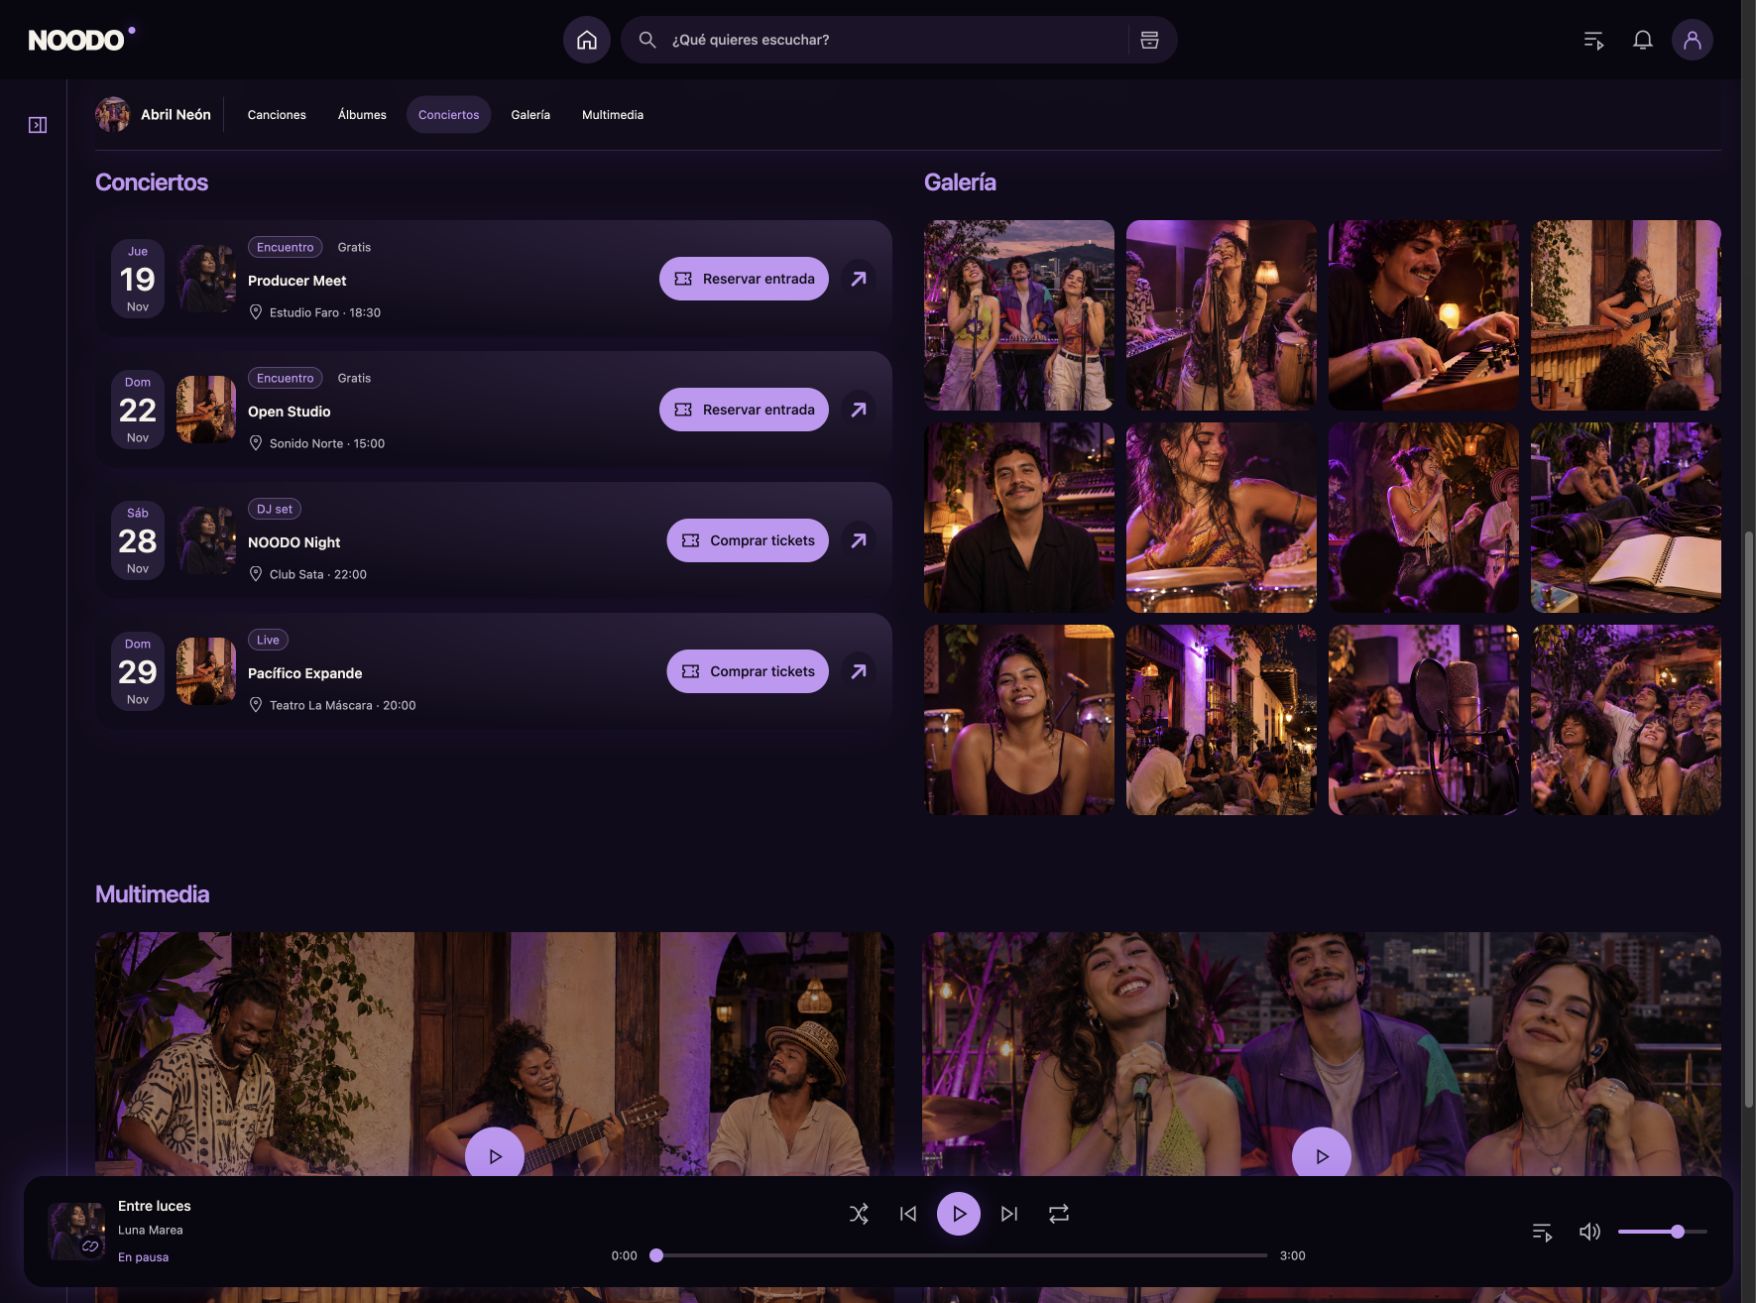 NOODO
¿Qué quieres escuchar?
Abril Neón
Canciones
Álbumes
Conciertos
Galería
Multimedia
Conciertos
Jue
19
Nov
Encuentro
Gratis
Producer Meet
Estudio Faro · 18:30
Reservar entrada
Dom
22
Nov
Encuentro
Gratis
Open Studio
Sonido Norte · 15:00
Reservar entrada
Sáb
28
Nov
DJ set
NOODO Night
Club Sata · 22:00
Comprar tickets
Dom
29
Nov
Live
Pacífico Expande
Teatro La Máscara · 20:00
Comprar tickets
Galería
Multimedia
Entre luces
Luna Marea
En pausa
0:00
3:00